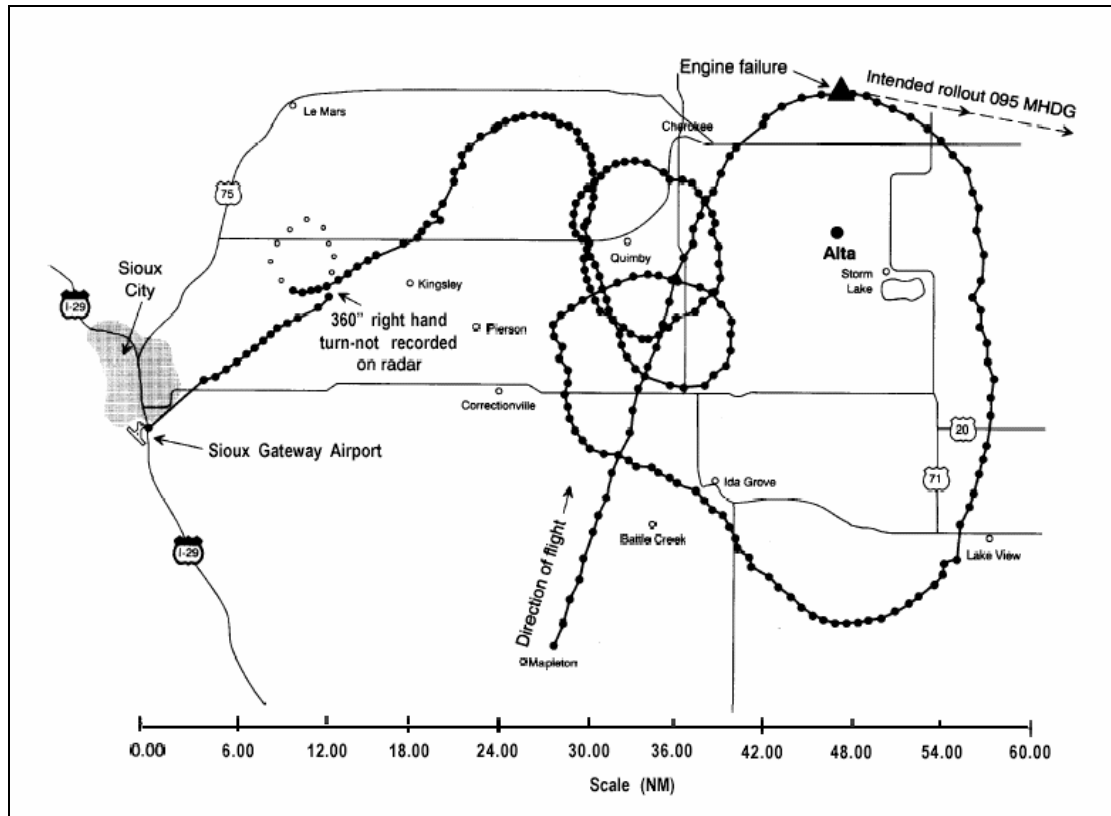 Engine failure
Intended rollout 095 MHDG
Le Mars
Cherokee
75
Sioux
City
I-29
Quimby
Alta
Storm
Lake
Kingsley
360" right hand
turn-not recorded
on radar
Pierson
Correctionville
Sioux Gateway Airport
20
71
Ida Grove
Battle Creek
I-29
Lake View
Direction of flight
Mapleton
0.00 6.00 12.00 18.00 24.00 30.00 36.00 42.00 48.00 54.00 60.00
Scale (NM)